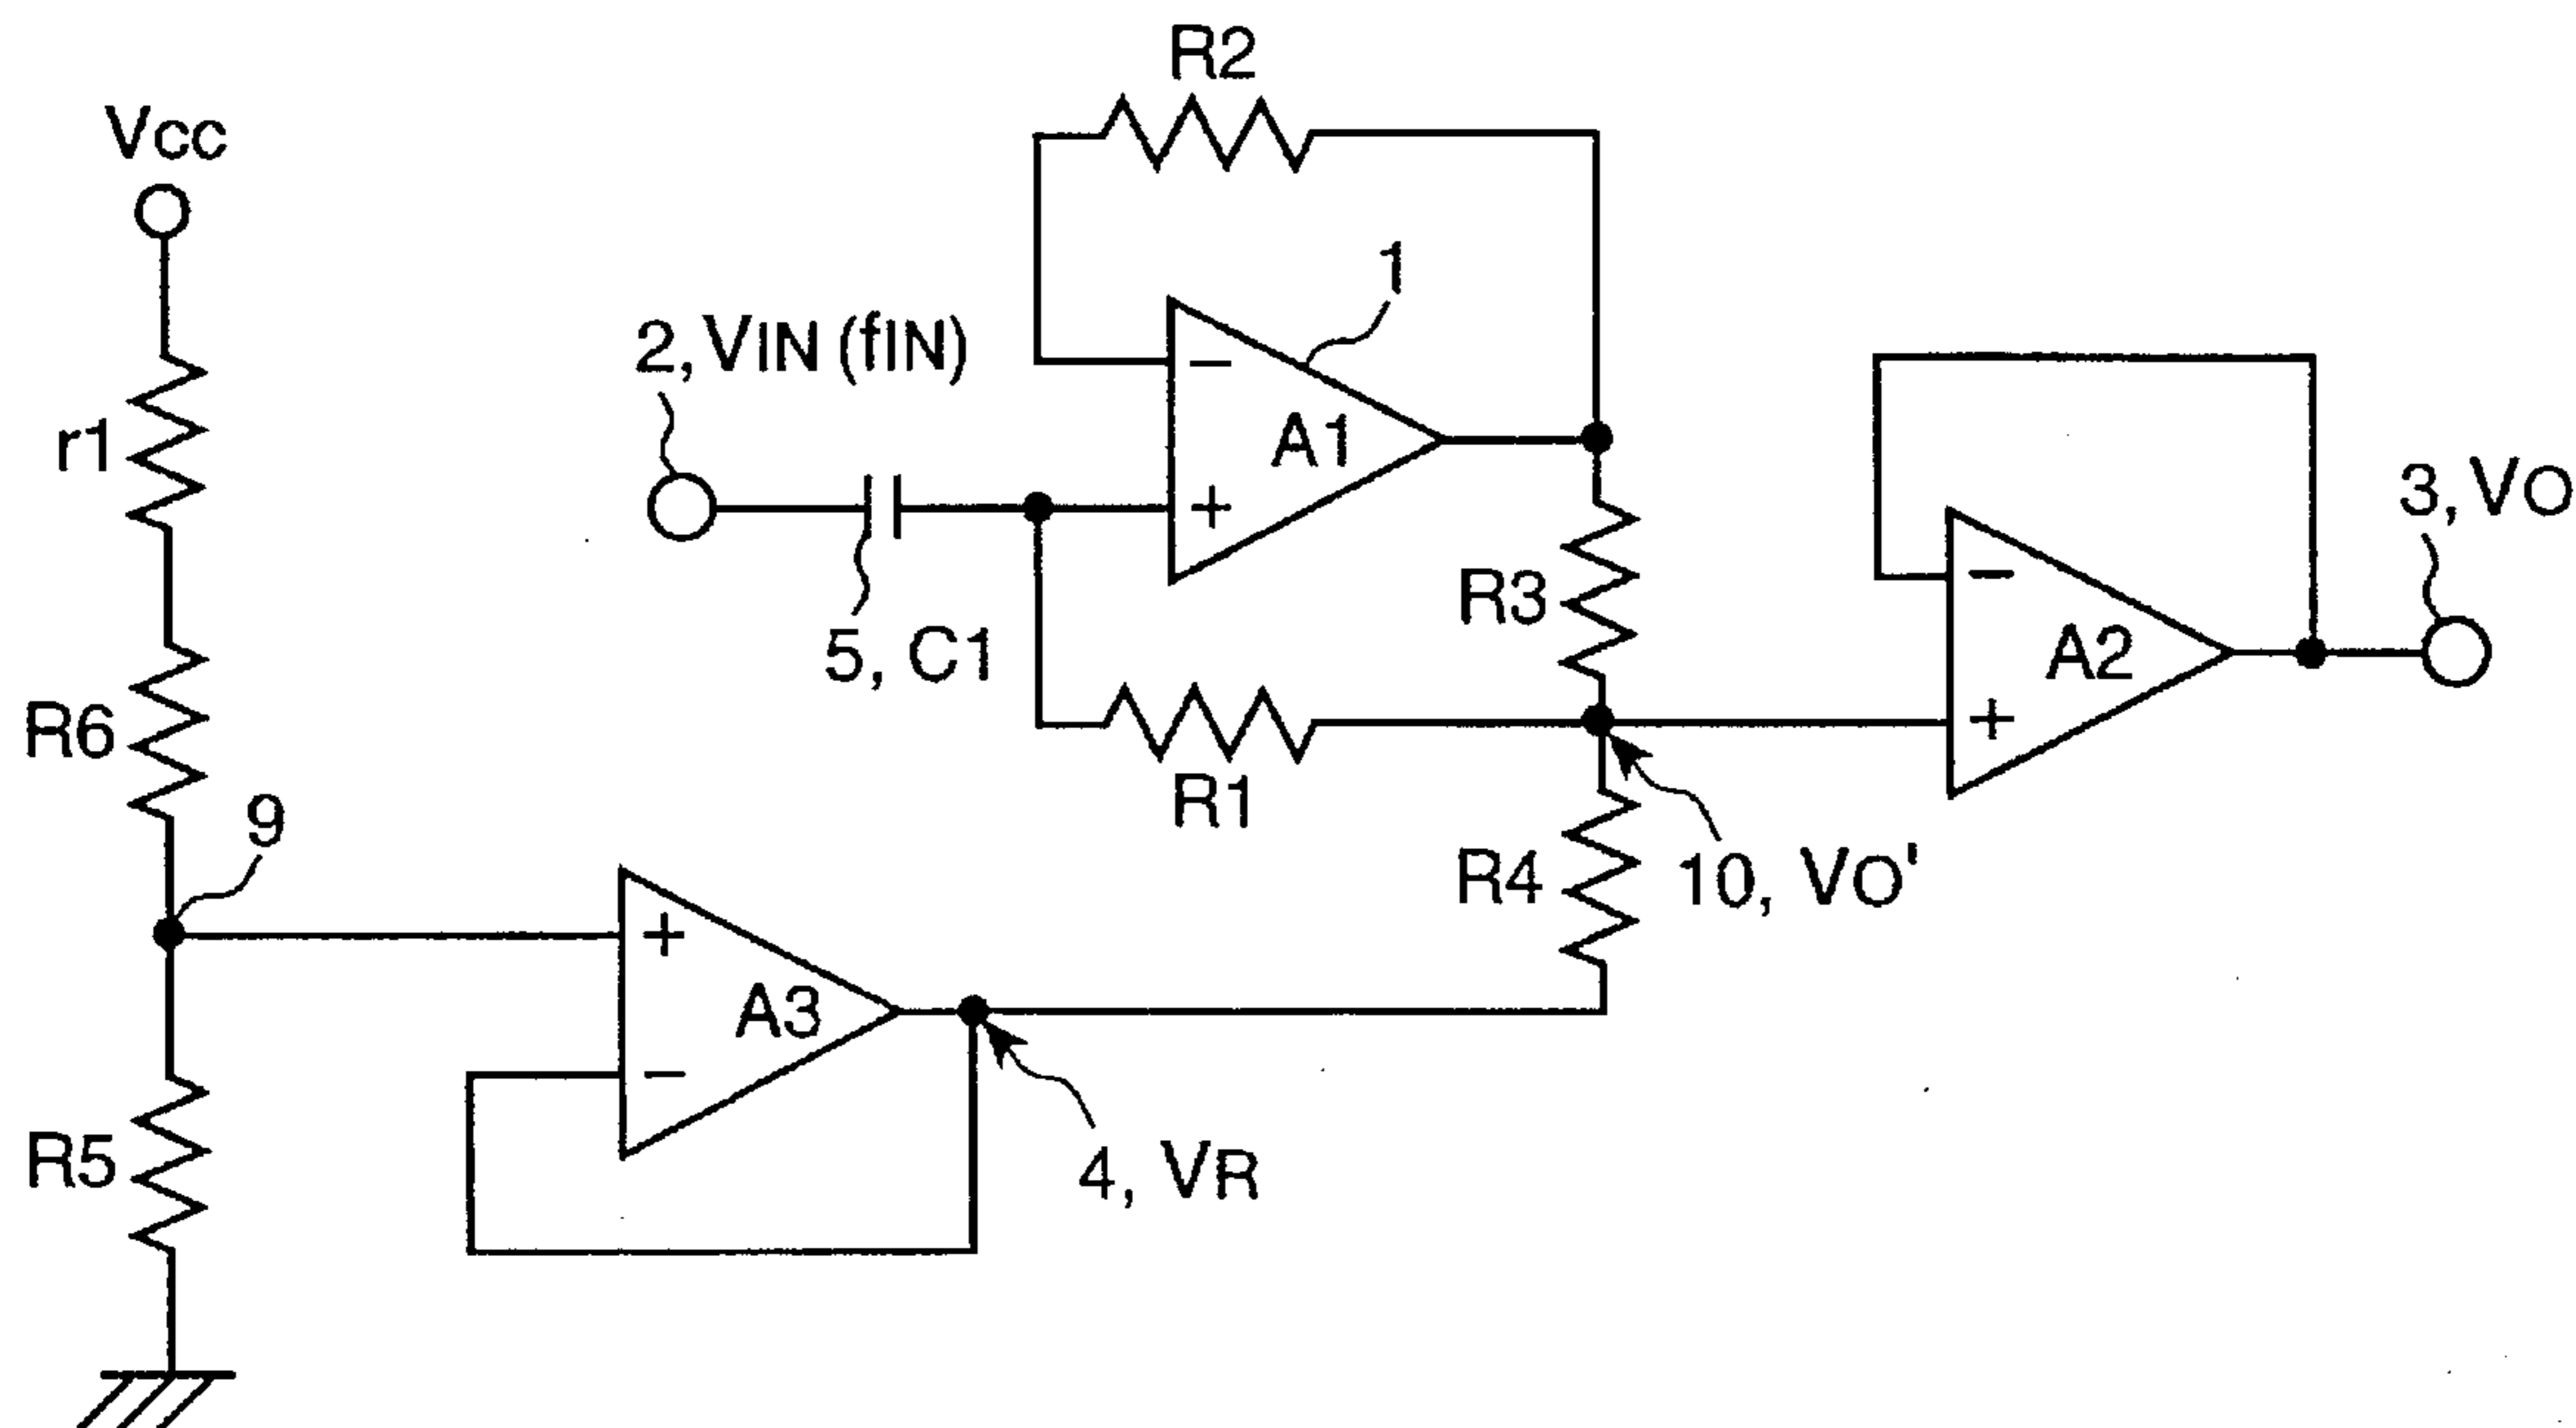 R2
Vcc
1
2, VIN (fIN)
r1
A1
−
+
3, VO
R3
−
5, C1
A2
R6
+
R1
9
R4
10, VO'
+
A3
−
R5
4, VR